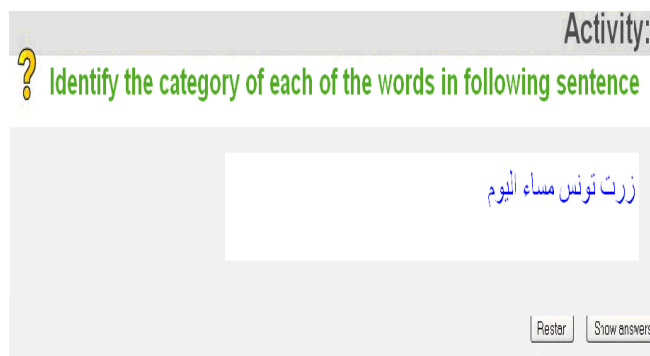 Activity:
? Identify the category of each of the words in following sentence
زرت تونس مساء اليوم
Restar Show answers